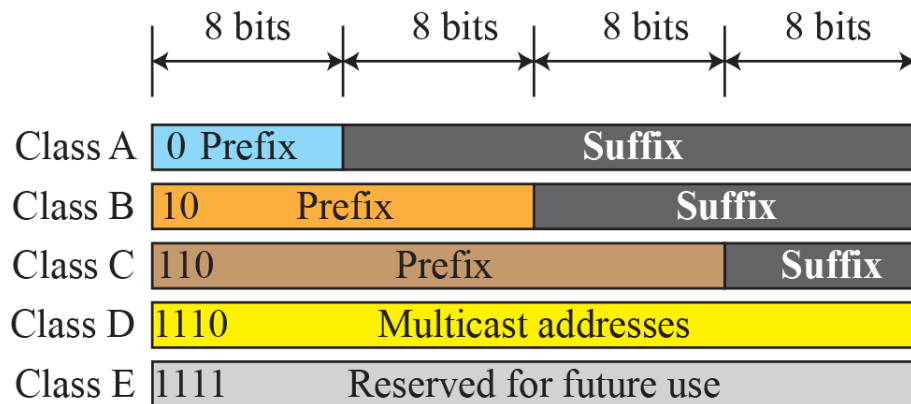 8 bits 8 bits 8 bits 8 bits
Class A 0 Prefix Suffix
Class B 10 Prefix Suffix
Class C 110 Prefix Suffix
Class D 1110 Multicast addresses
Class E 1111 Reserved for future use